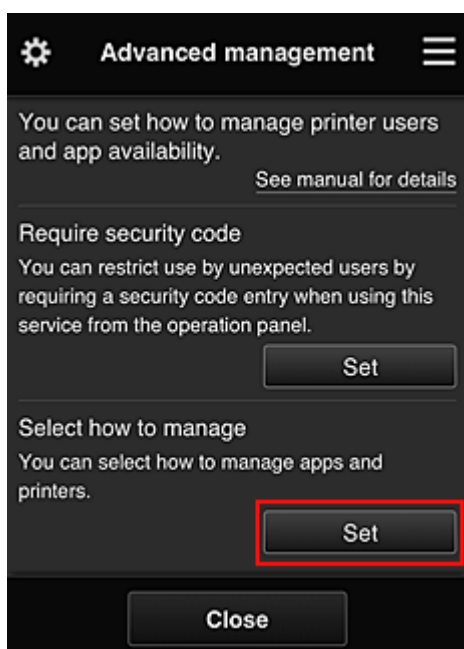 Advanced management
You can set how to manage printer users
and app availability.
See manual for details
Require security code
You can restrict use by unexpected users by
requiring a security code entry when using this
service from the operation panel.
Set
Select how to manage
You can select how to manage apps and
printers.
Set
Close